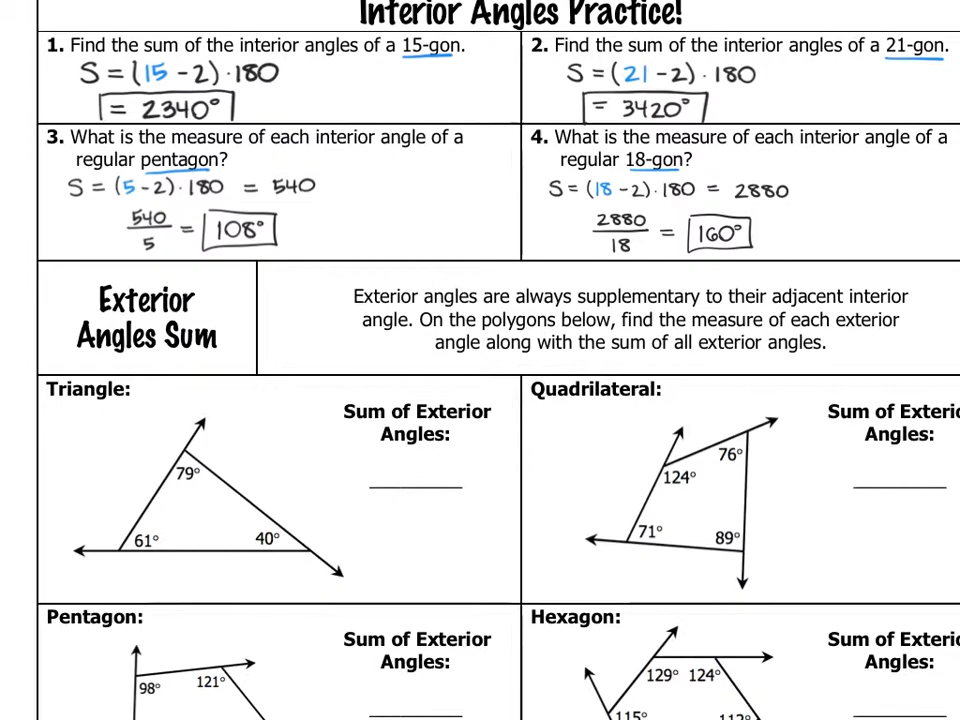 Interior Angles Practice!
1. Find the sum of the interior angles of a 15-gon.
S = (15 - 2) · 180
= 2340°
2. Find the sum of the interior angles of a 21-gon.
S = (21 - 2) · 180
= 3420°
3. What is the measure of each interior angle of a
regular pentagon?
S = (5 - 2) · 180 = 540
540
5
= 108°
4. What is the measure of each interior angle of a
regular 18-gon?
S = (18 - 2) · 180 = 2880
2880
18
= 160°
Exterior
Angles Sum
Exterior angles are always supplementary to their adjacent interior
angle. On the polygons below, find the measure of each exterior
angle along with the sum of all exterior angles.
Triangle:
Sum of Exterior
Angles:
79°
61°
40°
Quadrilateral:
Sum of Exterio
Angles:
76°
124°
71°
89°
Pentagon:
Sum of Exterior
Angles:
98°
121°
Hexagon:
Sum of Exterio
Angles:
129° 124°
115°